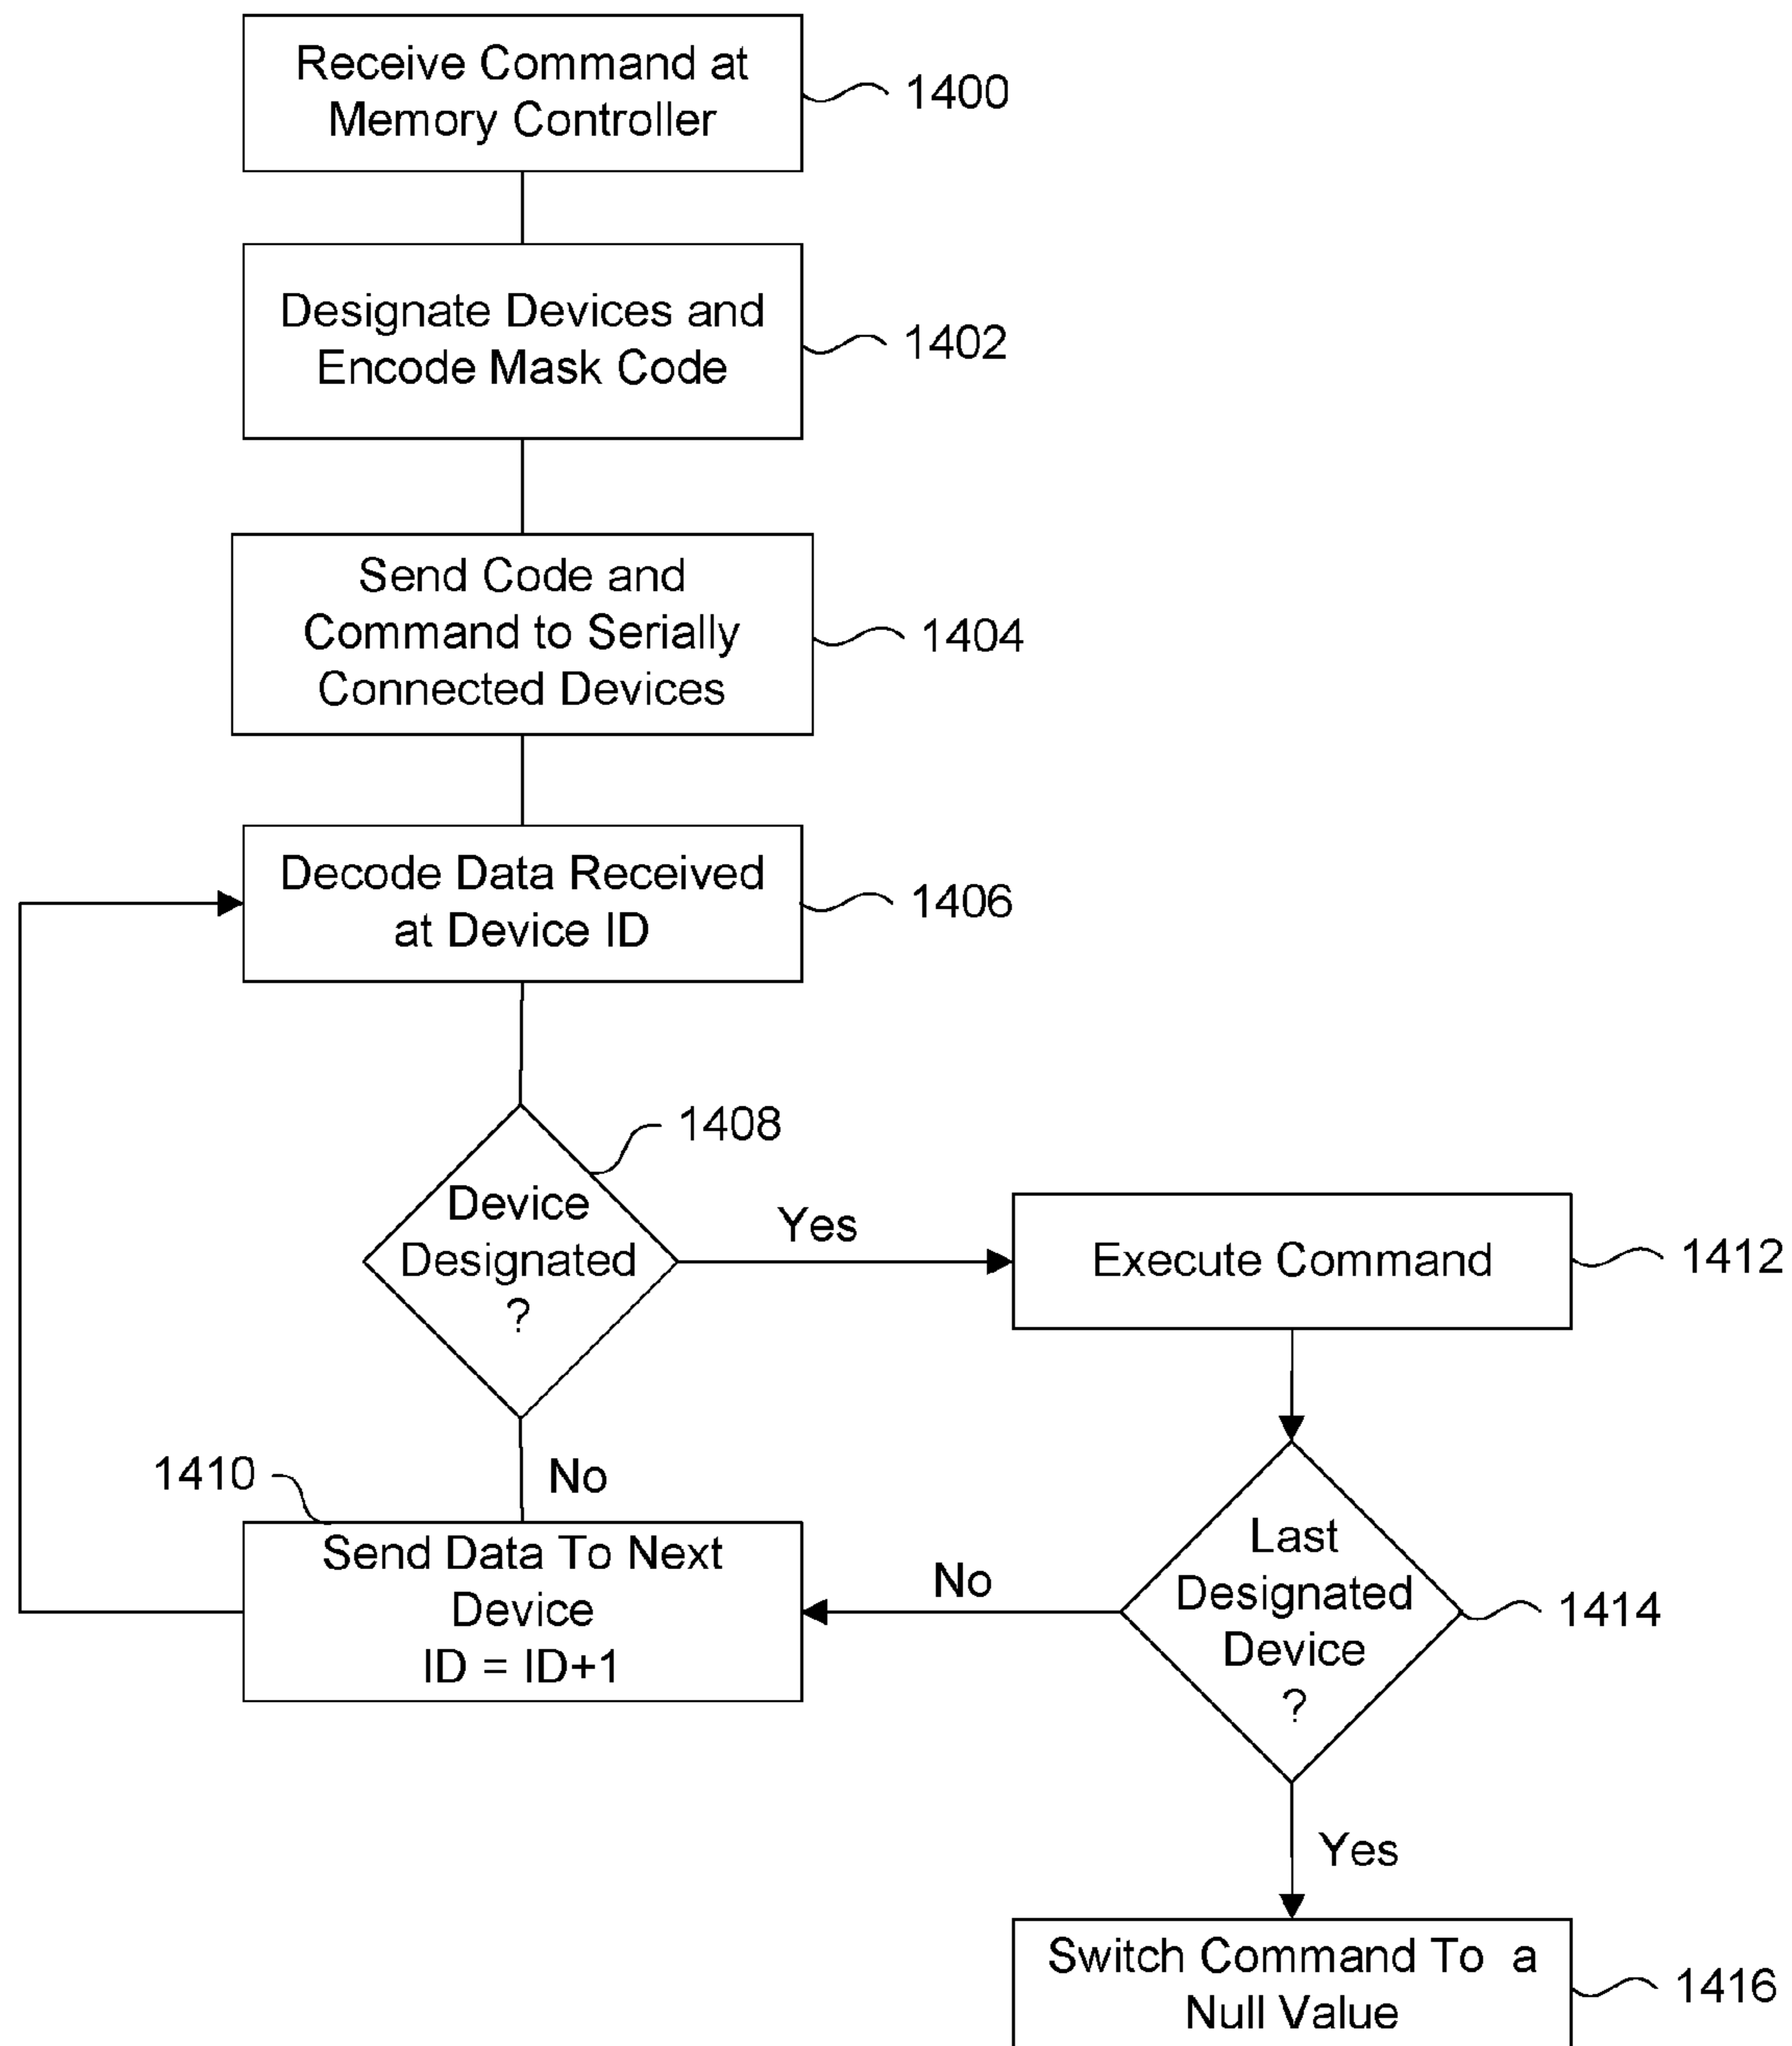 Receive Command at
Memory Controller
1400
Designate Devices and
Encode Mask Code
1402
Send Code and
Command to Serially
Connected Devices
1404
Decode Data Received
at Device ID
1406
1408
Device
Designated
?
Yes
Execute Command
1412
No
1410
Send Data To Next
Device
ID = ID+1
No
Last
Designated
Device
?
1414
Yes
Switch Command To a
Null Value
1416